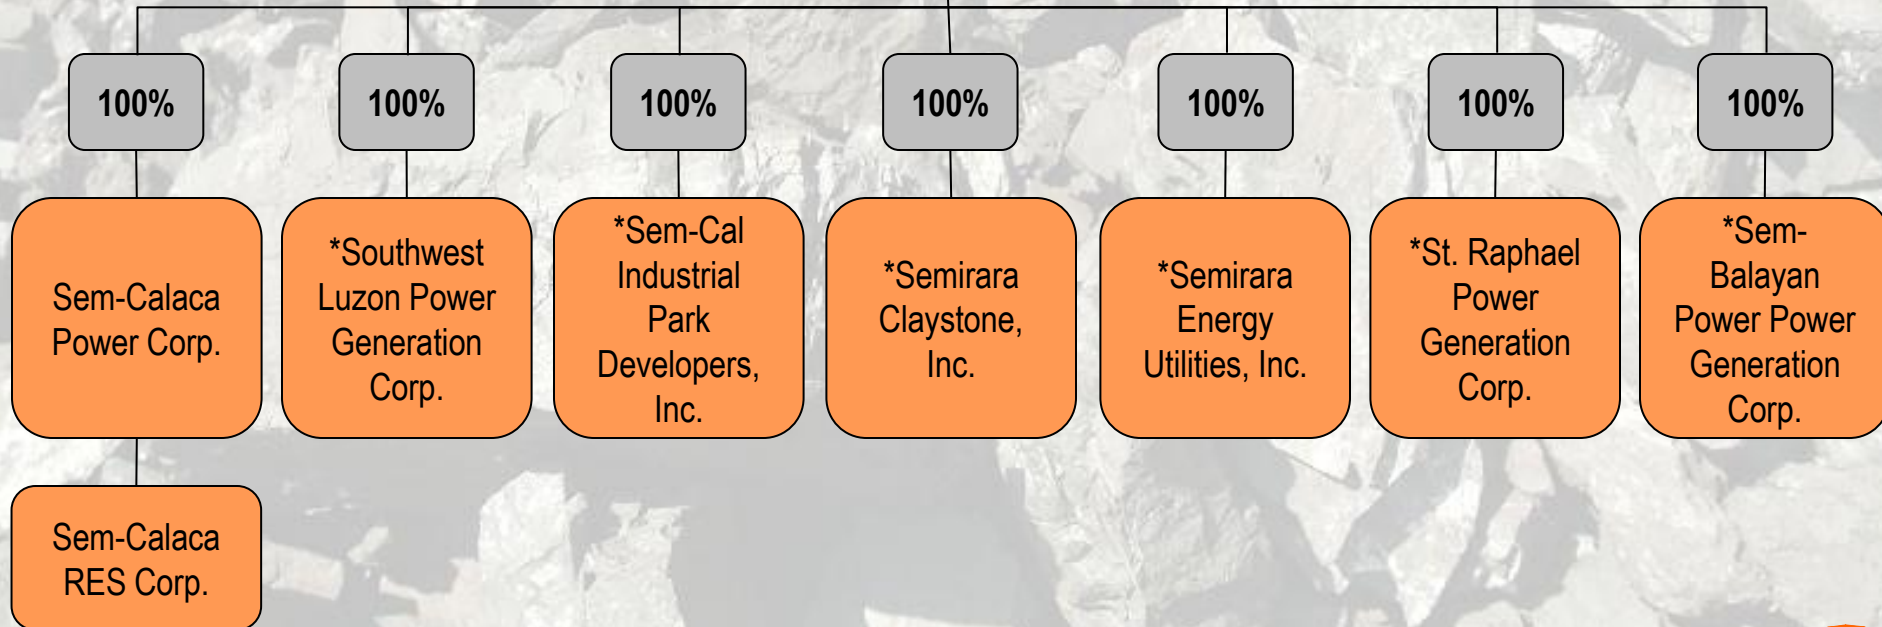 100%
100%
100%
100%
100%
100%
100%
Sem-Calaca
Power Corp.
*Southwest
Luzon Power
Generation
Corp.
*Sem-Cal
Industrial
Park
Developers,
Inc.
*Semirara
Claystone,
Inc.
*Semirara
Energy
Utilities, Inc.
*St. Raphael
Power
Generation
Corp.
*Sem-
Balayan
Power Power
Generation
Corp.
Sem-Calaca
RES Corp.